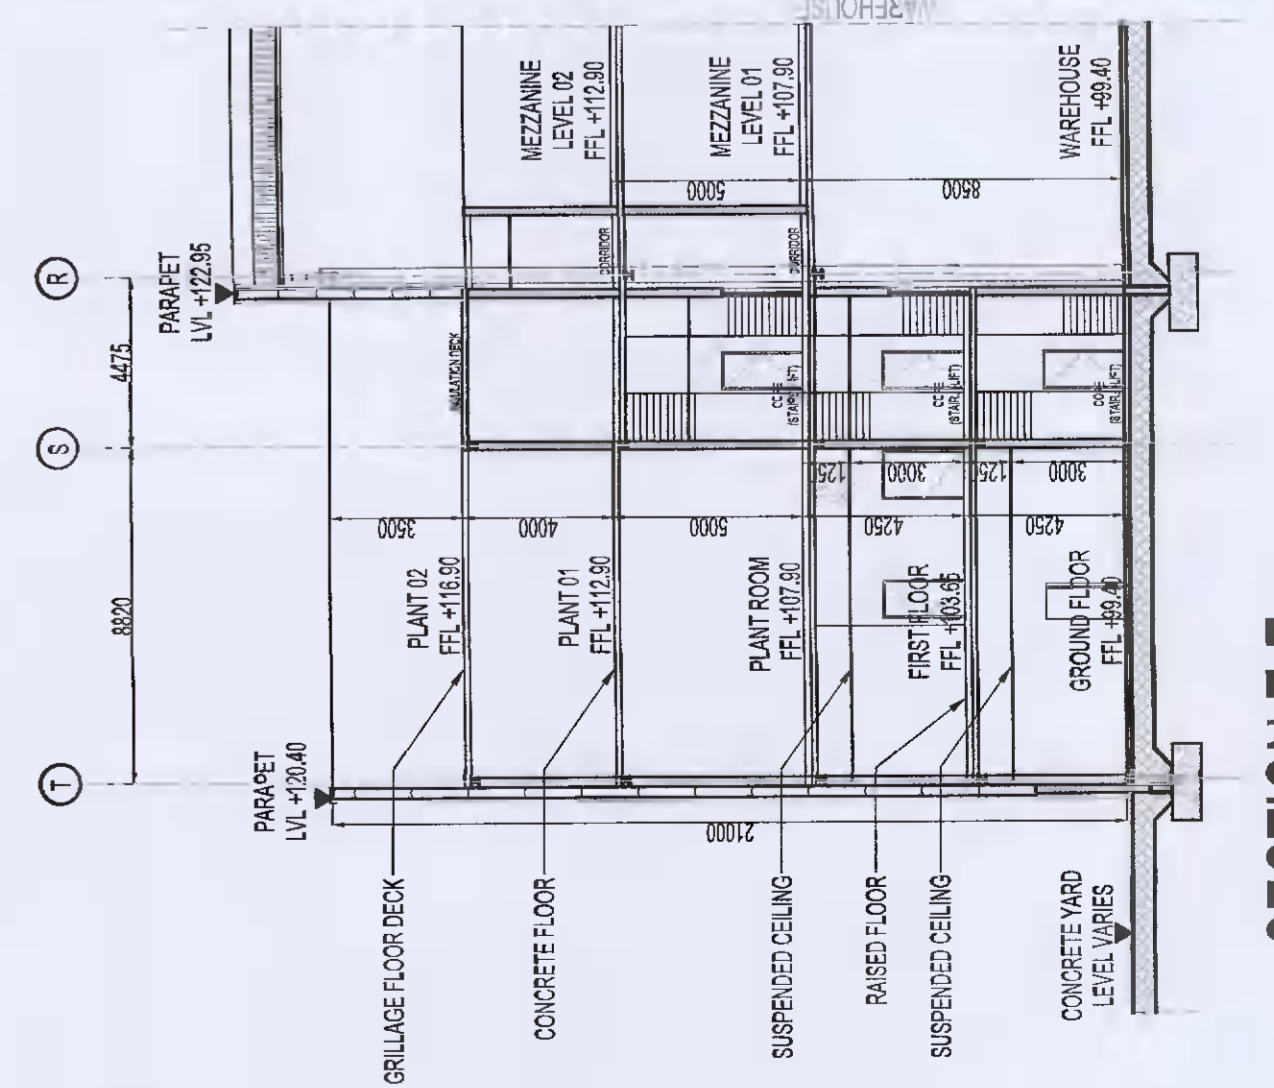 WAREHOUSE
R
S
T
PARAPET
LVL +122.95
4475
8820
PARAPET
LVL +120.40
MEZZANINE
LEVEL 02
FFL +112.90
MEZZANINE
LEVEL 01
FFL +107.90
WAREHOUSE
FFL +99.40
5000
8500
CORRIDOR
CORRIDOR
INSULATION DECK
CORE
(STAIR, LIFT)
CORE
(STAIR, LIFT)
CORE
(STAIR, LIFT)
1250
3000
1250
3000
3500
4000
5000
4250
4250
PLANT 02
FFL +116.90
PLANT 01
FFL +112.90
PLANT ROOM
FFL +107.90
FIRST FLOOR
FFL +103.65
GROUND FLOOR
FFL +99.40
21000
GRILLAGE FLOOR DECK
CONCRETE FLOOR
SUSPENDED CEILING
RAISED FLOOR
SUSPENDED CEILING
CONCRETE YARD
LEVEL VARIES